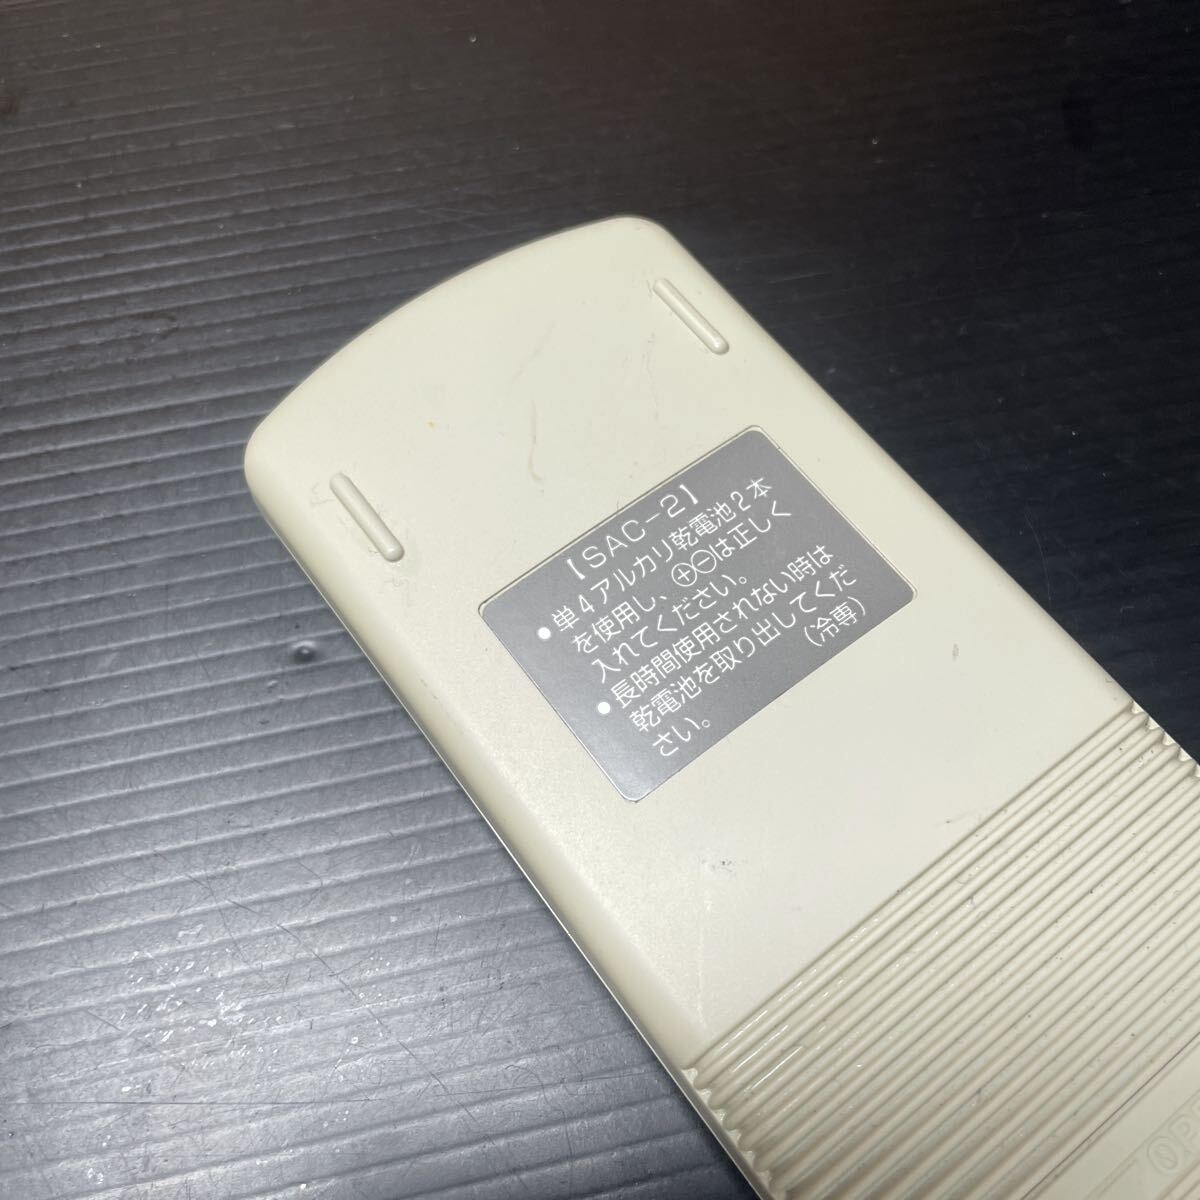 【SAC-2】
●単4アルカリ乾電池2本
を使用し、⊕⊖は正しく
入れてください。
●長時間使用されない時は
乾電池を取り出してくだ
さい。
(冷専)